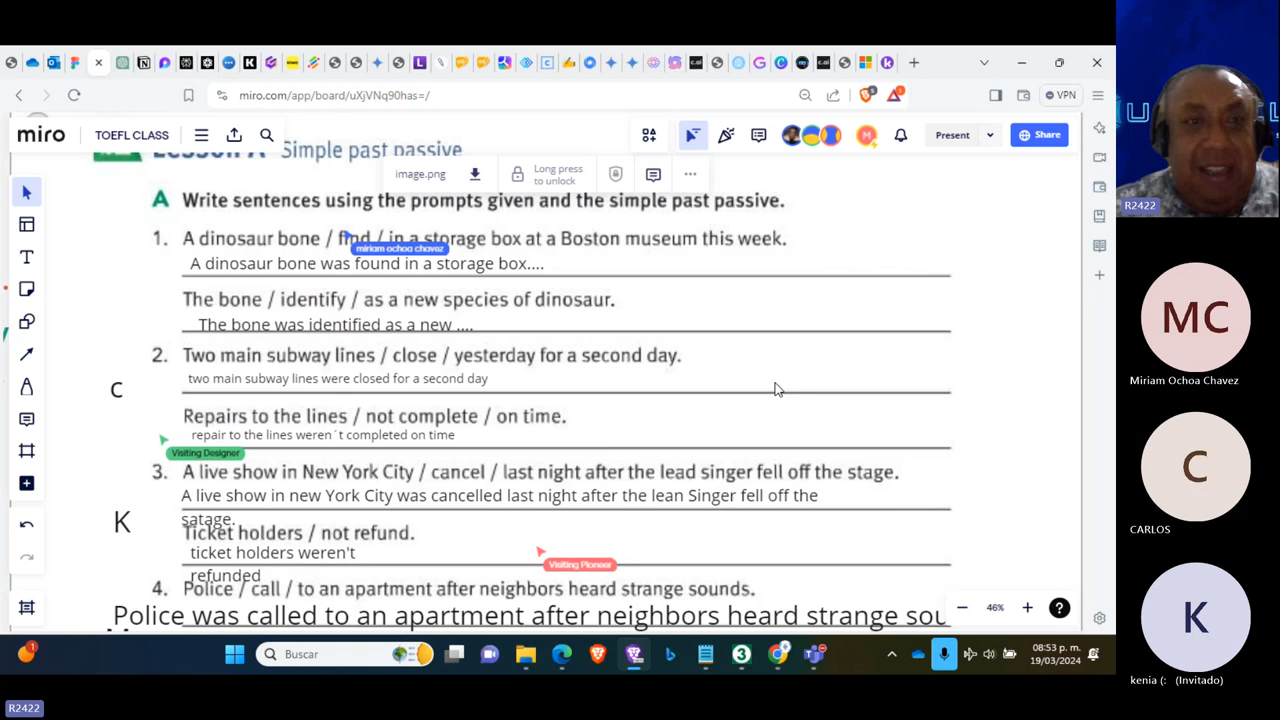 miro.com/app/board/uXjVNq90has=/
VPN
miro
TOEFL CLASS
Present
Share
Simple past passive
image.png
Long press
to unlock
A Write sentences using the prompts given and the simple past passive.
1. A dinosaur bone / find / in a storage box at a Boston museum this week.
miriam ochoa chavez
A dinosaur bone was found in a storage box....
The bone / identify / as a new species of dinosaur.
The bone was identified as a new ....
2. Two main subway lines / close / yesterday for a second day.
two main subway lines were closed for a second day
C
Repairs to the lines / not complete / on time.
repair to the lines weren´t completed on time
Visiting Designer
3. A live show in New York City / cancel / last night after the lead singer fell off the stage.
A live show in new York City was cancelled last night after the lean Singer fell off the
satage.
K
Ticket holders / not refund.
ticket holders weren't
refunded
Visiting Pioneer
4. Police / call / to an apartment after neighbors heard strange sounds.
Police was called to an apartment after neighbors heard strange sou
46%
Buscar
08:53 p. m.
19/03/2024
R2422
R2422
MC
Miriam Ochoa Chavez
C
CARLOS
K
kenia (: (Invitado)